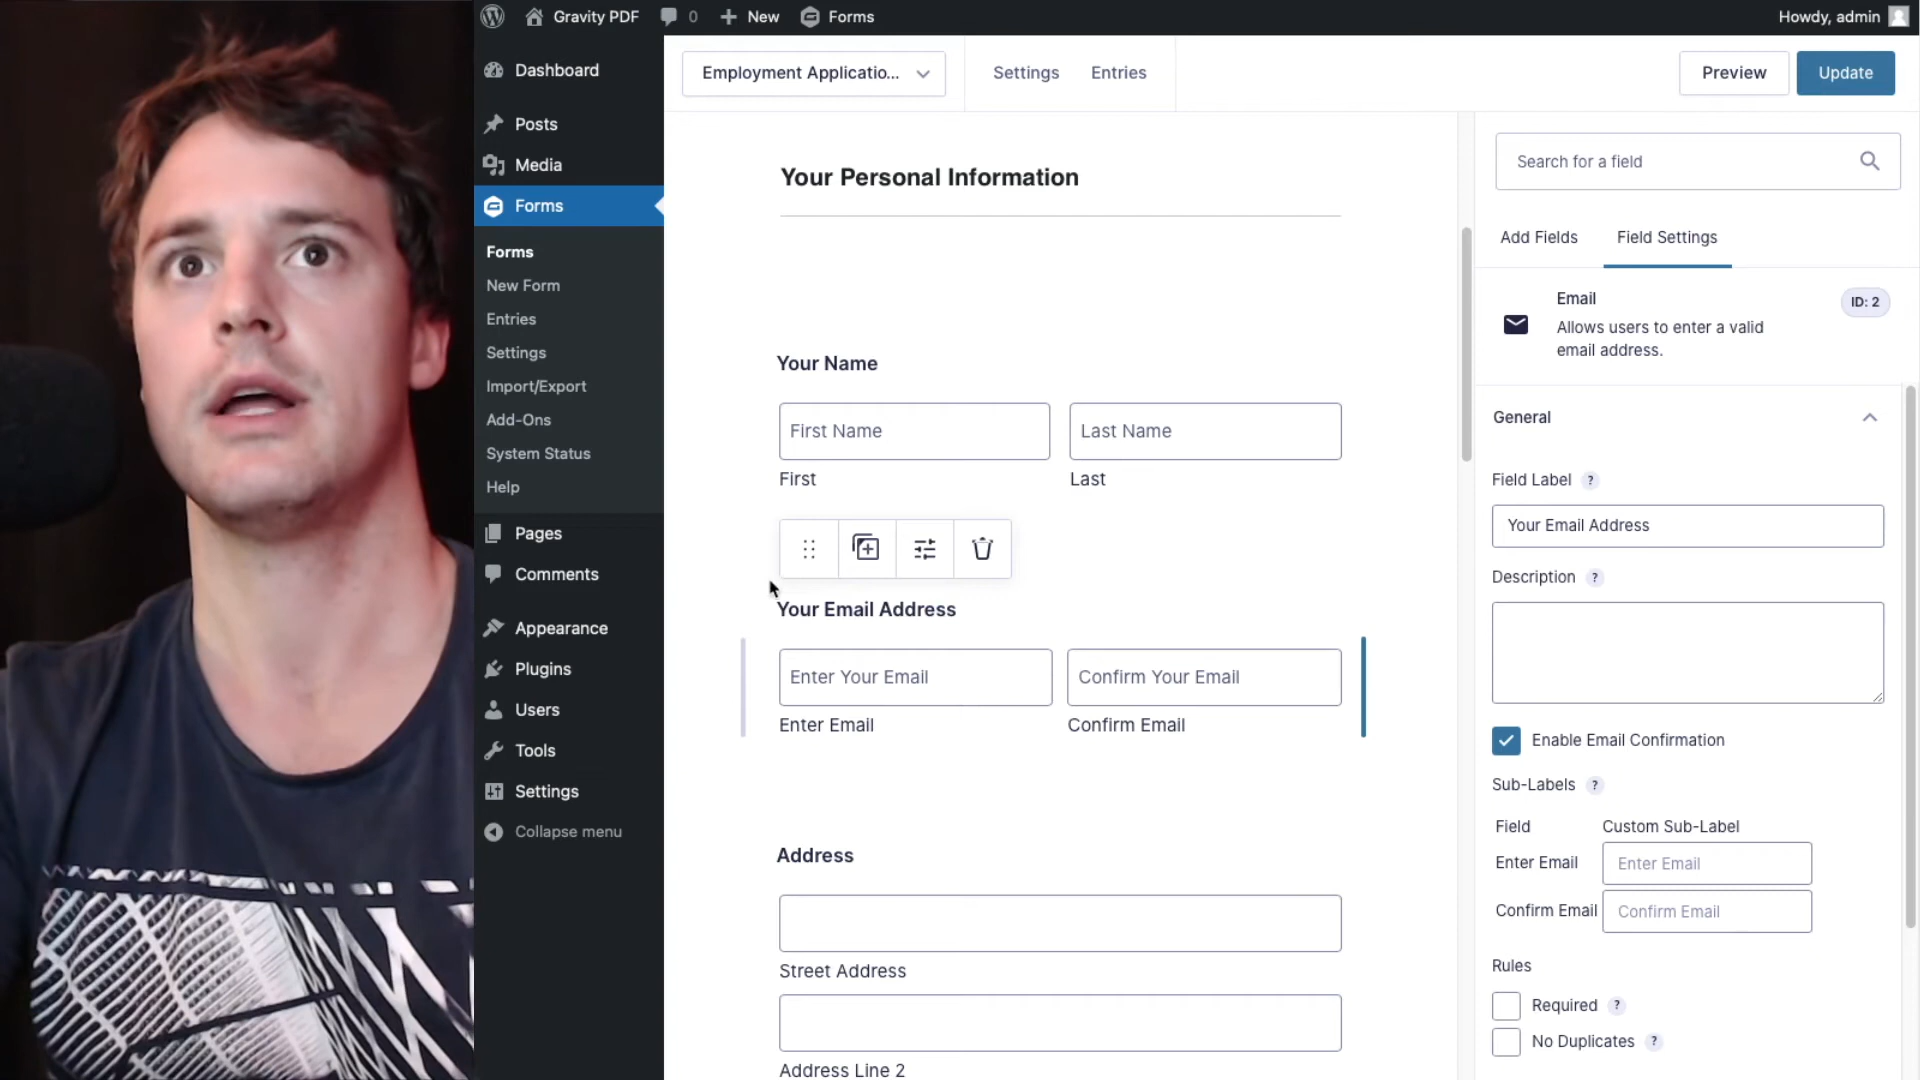 Gravity PDF
0
New
Forms
Howdy, admin
Dashboard
Posts
Media
Forms
Forms
New Form
Entries
Settings
Import/Export
Add-Ons
System Status
Help
Pages
Comments
Appearance
Plugins
Users
Tools
Settings
Collapse menu
Employment Applicatio...
Settings
Entries
Preview
Update
Your Personal Information
Your Name
First Name
Last Name
First
Last
Your Email Address
Enter Your Email
Confirm Your Email
Enter Email
Confirm Email
Address
Street Address
Address Line 2
Search for a field
Add Fields
Field Settings
Email
ID: 2
Allows users to enter a valid
email address.
General
Field Label ?
Your Email Address
Description ?
Enable Email Confirmation
Sub-Labels ?
Field
Custom Sub-Label
Enter Email
Enter Email
Confirm Email
Confirm Email
Rules
Required ?
No Duplicates ?